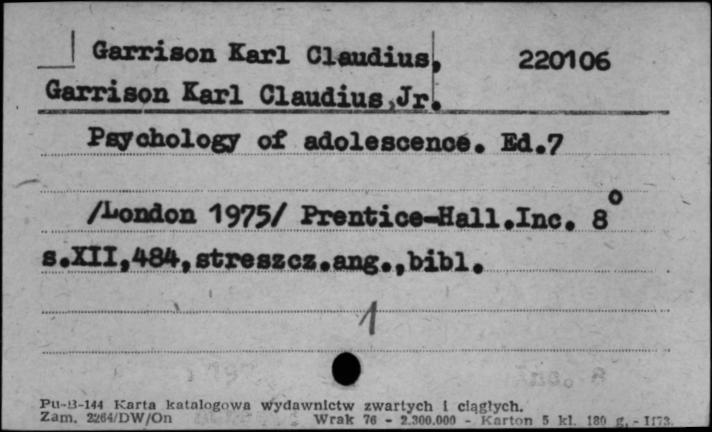 Garrison Karl Claudius, 220106
Garrison Karl Claudius,Jr.
Psychology of adolescence. Ed.7
/London 1975/ Prentice-Hall.Inc. 8°
s.XII,484,streszcz.ang.,bibl.
1
Pu-B-144 Karta katalogowa wydawnictw zwartych i ciągłych.
Zam. 2264/DW/On Wrak 76 - 2.300.000 - Karton 5 kl. 180 g. - 1173.